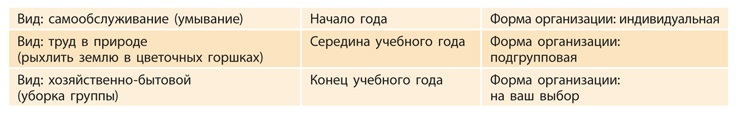 Вид: самообслуживание (умывание) Начало года Форма организации: индивидуальная
Вид: труд в природе Середина учебного года Форма организации:
(рыхлить землю в цветочных горшках) подгрупповая
Вид: хозяйственно-бытовой Конец учебного года Форма организации:
(уборка группы) на ваш выбор